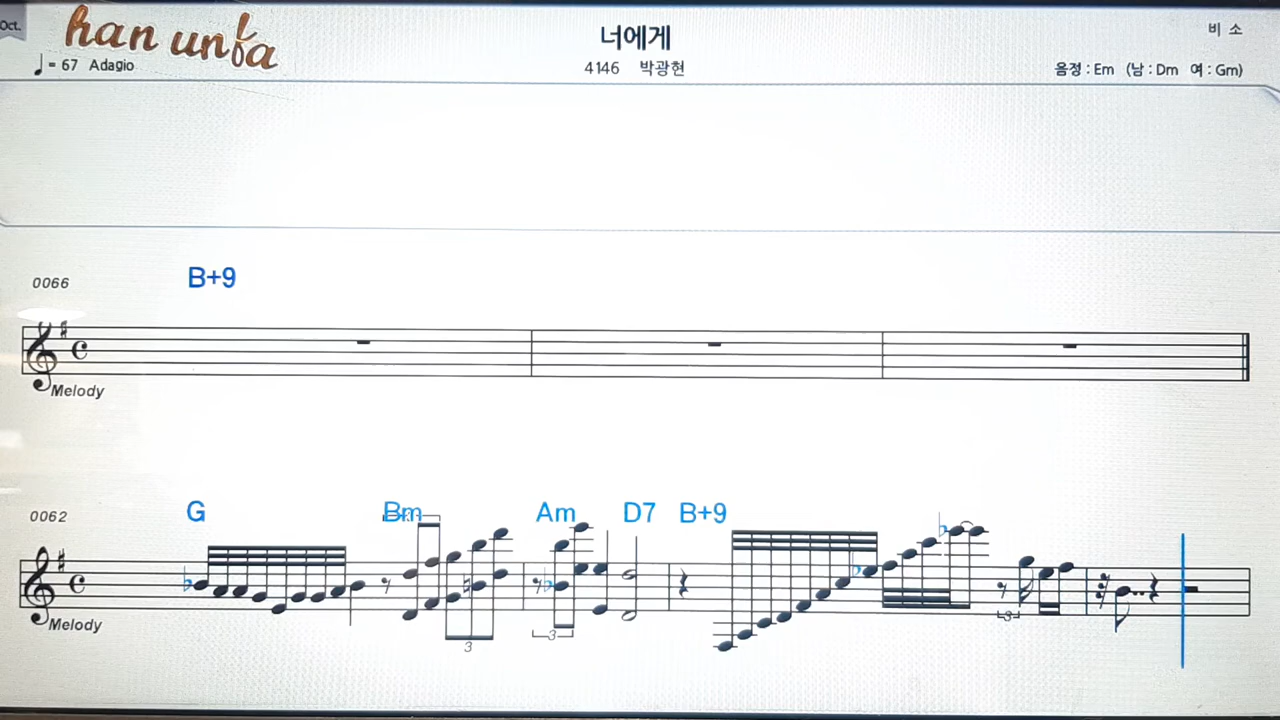 Oct.
han unfa
너에게
비 소
= 67 Adagio
4146 박광현
음정 : Em (남 : Dm 여 : Gm)
0066
B+9
Melody
0062
G Bm Am D7 B+9
3
3
3
Melody